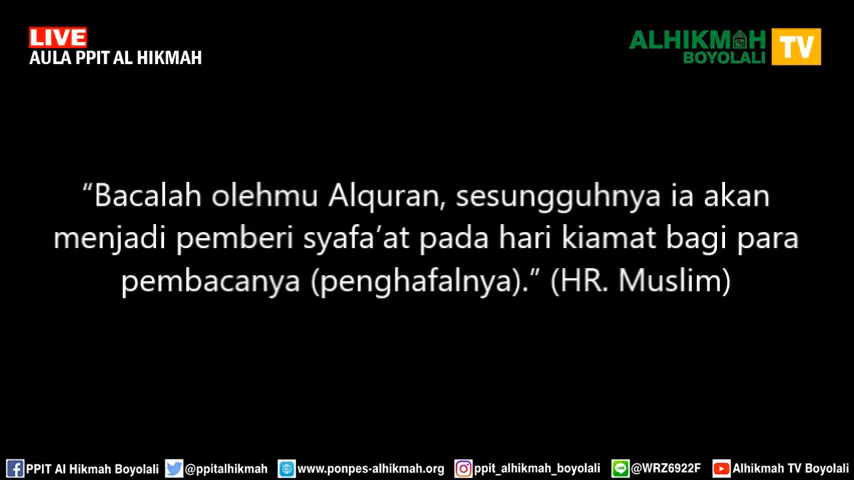 LIVE
AULA PPIT AL HIKMAH
ALHIKMAH
BOYOLALI
TV
“Bacalah olehmu Alquran, sesungguhnya ia akan
menjadi pemberi syafa’at pada hari kiamat bagi para
pembacanya (penghafalnya).” (HR. Muslim)
PPIT Al Hikmah Boyolali @ppitalhikmah www.ponpes-alhikmah.org ppit_alhikmah_boyolali @WRZ6922F Alhikmah TV Boyolali